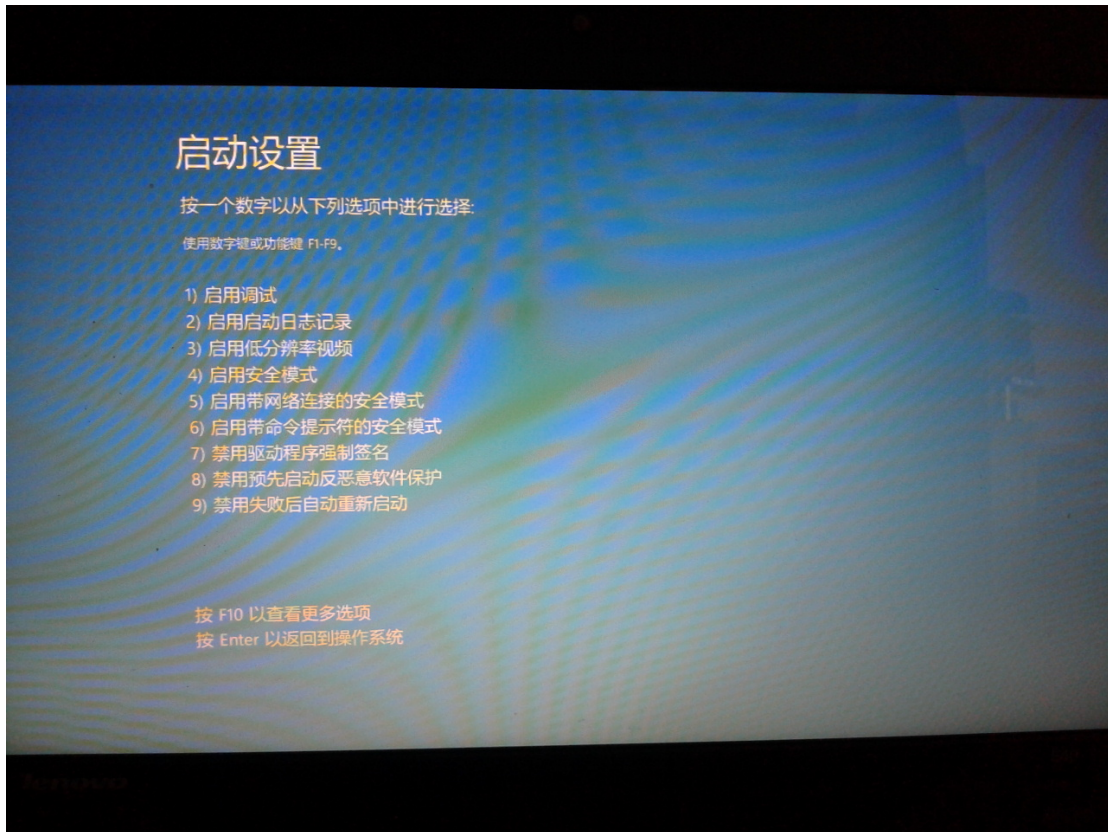 启动设置
按一个数字以从下列选项中进行选择:
使用数字键或功能键 F1-F9。
1) 启用调试
2) 启用启动日志记录
3) 启用低分辨率视频
4) 启用安全模式
5) 启用带网络连接的安全模式
6) 启用带命令提示符的安全模式
7) 禁用驱动程序强制签名
8) 禁用预先启动反恶意软件保护
9) 禁用失败后自动重新启动
按 F10 以查看更多选项
按 Enter 以返回到操作系统
lenovo